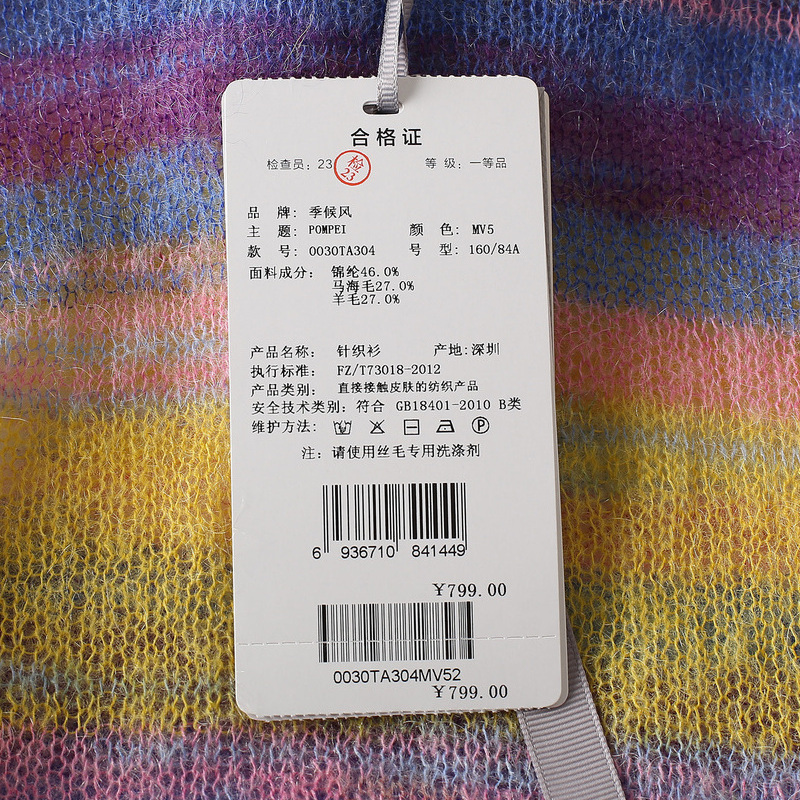 合格证
检查员: 23 检 23 等 级: 一等品
品 牌: 季候风
主 题: POMPEI 颜 色: MV5
款 号: 0030TA304 号 型: 160/84A
面料成分: 锦纶46.0%
马海毛27.0%
羊毛27.0%
产品名称: 针织衫 产地:深圳
执行标准: FZ/T73018-2012
产品类别: 直接接触皮肤的纺织产品
安全技术类别: 符合 GB18401-2010 B类
维护方法: P
注: 请使用丝毛专用洗涤剂
6 936710 841449
¥799.00
0030TA304MV52
¥799.00